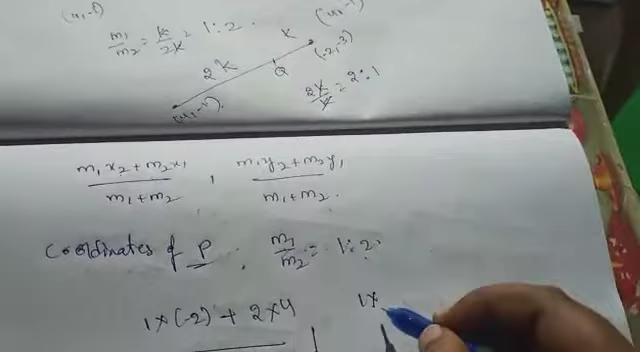 (4,-1)
(4,-1)
m₁/m₂ = k/2k = 1:2.
k
(-2,-3)
2k
Q
2k/k = 2:1
(4,-1).
m₁x₂+m₂x₁/m₁+m₂ , m₁y₂+m₂y₁/m₁+m₂.
Coordinates of P : m₁/m₂ = 1:2.
1×(-2) + 2×4 | 1×